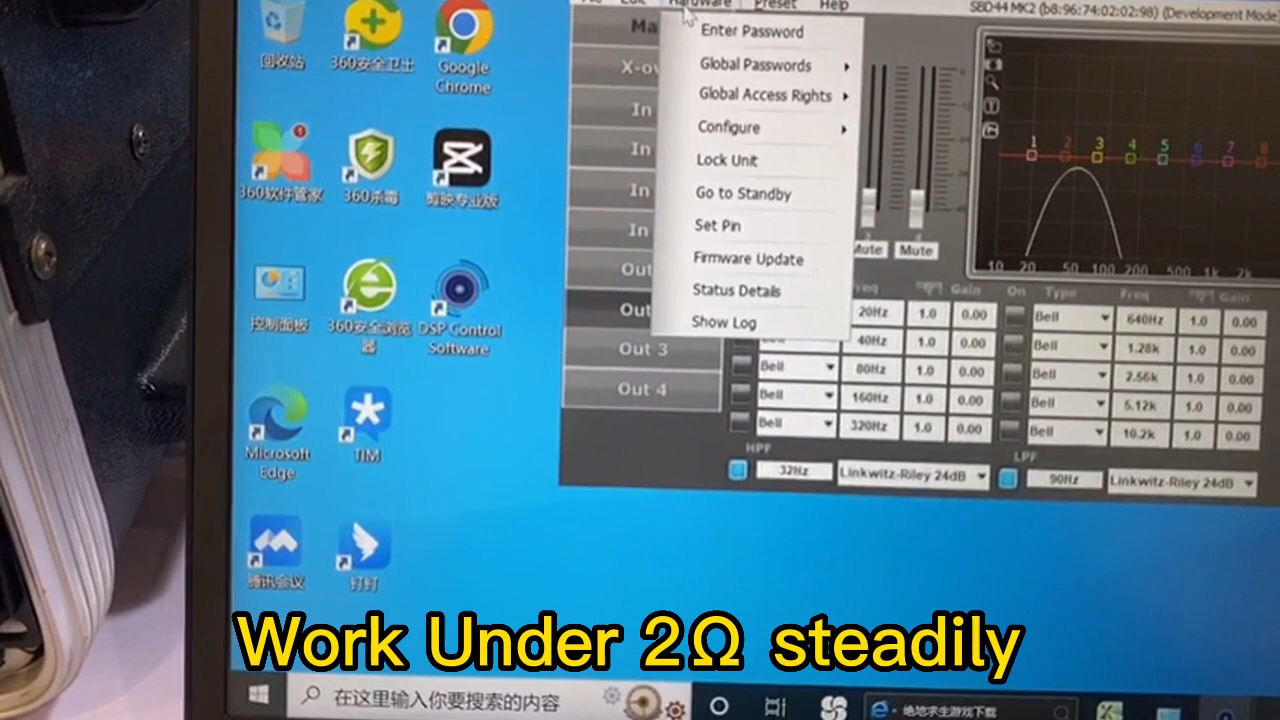 Hardware
Preset
Help
SBD44 MK2 (b8:96:74:02:02:98) (Development Mode
回收站
360安全卫士
Google
Chrome
360软件管家
360杀毒
剪映专业版
控制面板
360安全浏览
器
DSP Control
Software
Microsoft
Edge
TIM
腾讯会议
钉钉
Ma
X-ov
In
In
In
In
Out
Out
Out 3
Out 4
Enter Password
Global Passwords
Global Access Rights
Configure
Lock Unit
Go to Standby
Set Pin
Firmware Update
Status Details
Show Log
Mute
Mute
1 2 3 4 5 6 7 8
10 20 50 100 200 500 1k 2k
Gain On Type Freq Gain
20Hz 1.0 0.00 Bell 640Hz 1.0 0.00
40Hz 1.0 0.00 Bell 1.28k 1.0 0.00
Bell 80Hz 1.0 0.00 Bell 2.56k 1.0 0.00
Bell 160Hz 1.0 0.00 Bell 5.12k 1.0 0.00
Bell 320Hz 1.0 0.00 Bell 10.2k 1.0 0.00
HPF LPF
32Hz Linkwitz-Riley 24dB 90Hz Linkwitz-Riley 24dB
Work Under 2Ω steadily
在这里输入你要搜索的内容
绝地求生游戏下载